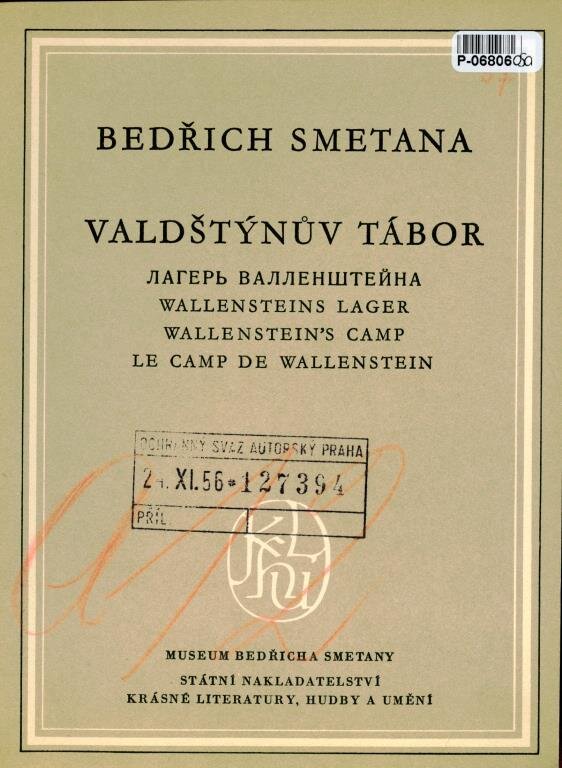 P-06806
BEDŘICH SMETANA
VALDŠTÝNŮV TÁBOR
ЛАГЕРЬ ВАЛЛЕНШТЕЙНА
WALLENSTEINS LAGER
WALLENSTEIN'S CAMP
LE CAMP DE WALLENSTEIN
OCHRANNÝ SVAZ AUTORSKÝ PRAHA
XI.56 * 127394
PŘÍL.
MUSEUM BEDŘICHA SMETANY
STÁTNÍ NAKLADATELSTVÍ
KRÁSNÉ LITERATURY, HUDBY A UMĚNÍ